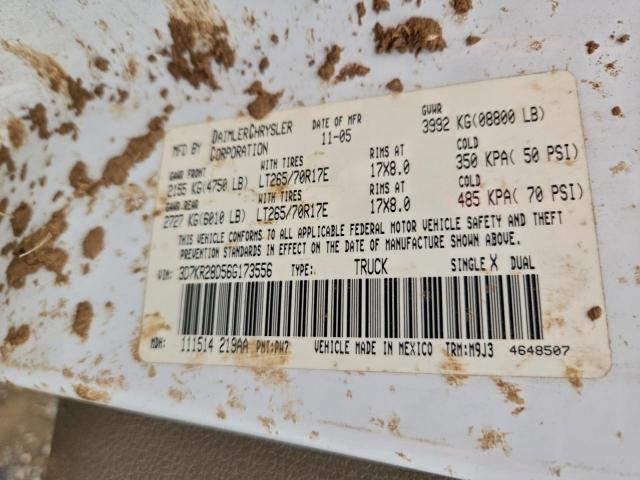 MFD BY DAIMLERCHRYSLER CORPORATION DATE OF MFR 11-05 GVWR 3992 KG(08800 LB)
GAWR FRONT WITH TIRES RIMS AT COLD
2155 KG(4750 LB) LT265/70R17E 17X8.0 350 KPA( 50 PSI)
GAWR REAR WITH TIRES RIMS AT COLD
2727 KG(6010 LB) LT265/70R17E 17X8.0 485 KPA( 70 PSI)
THIS VEHICLE CONFORMS TO ALL APPLICABLE FEDERAL MOTOR VEHICLE SAFETY AND THEFT
PREVENTION STANDARDS IN EFFECT ON THE DATE OF MANUFACTURE SHOWN ABOVE.
VIN: 3D7KR28D56G173556 TYPE: TRUCK SINGLE X DUAL
MDH: 111514 219AA PNT:PW7 VEHICLE MADE IN MEXICO TRM:M9J3 4648507